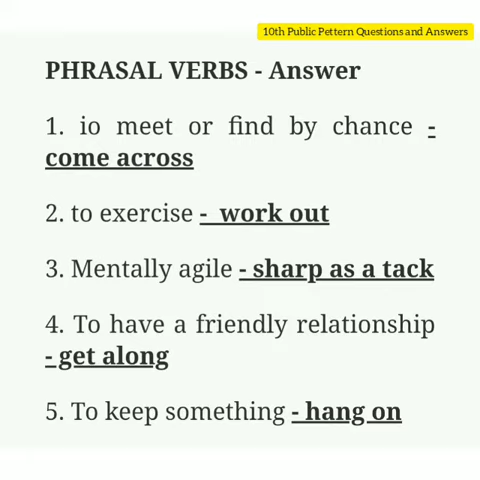 10th Public Pettern Questions and Answers
PHRASAL VERBS - Answer
1. io meet or find by chance -
come across
2. to exercise - work out
3. Mentally agile - sharp as a tack
4. To have a friendly relationship
- get along
5. To keep something - hang on